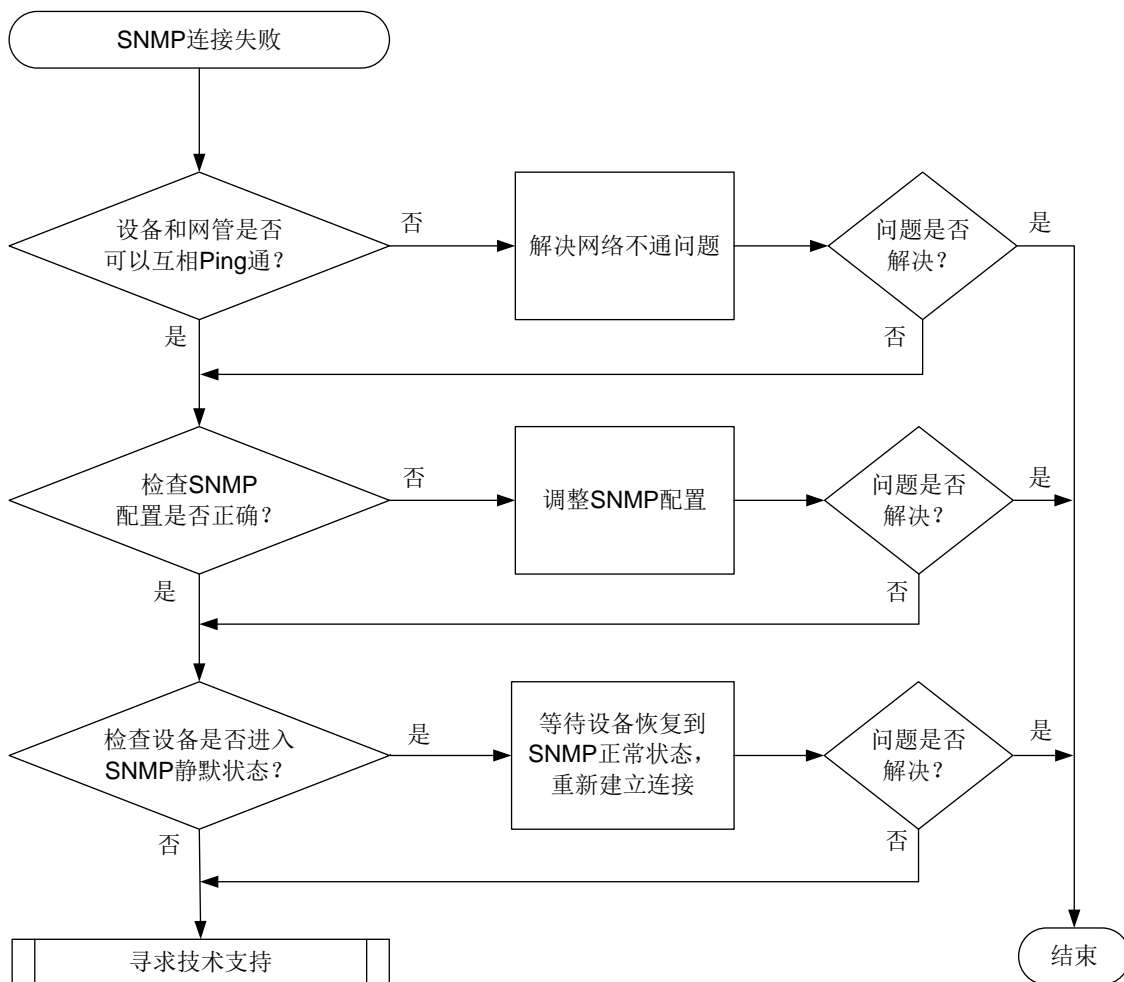 SNMP连接失败
设备和网管是否
可以互相Ping通？
否
解决网络不通问题
问题是否
解决？
是
是
否
检查SNMP
配置是否正确？
否
调整SNMP配置
问题是否
解决？
是
是
否
检查设备是否进入
SNMP静默状态？
是
等待设备恢复到
SNMP正常状态，
重新建立连接
问题是否
解决？
是
否
否
寻求技术支持
结束